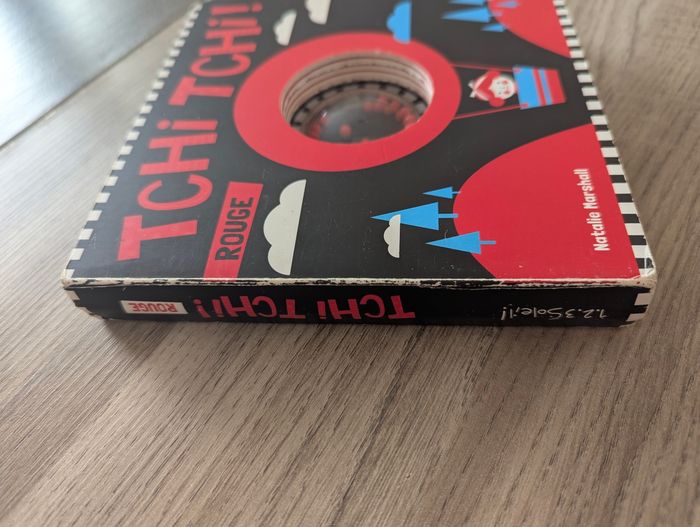 TCHi TCHi!
ROUGE
Natalie Marshall
TCHi TCHi!
ROUGE
1.2.3 Soleil!